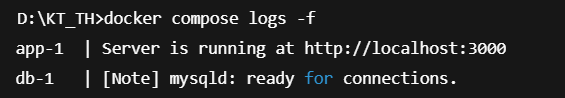 D:\KT_TH>docker compose logs -f
app-1  | Server is running at http://localhost:3000
db-1   | [Note] mysqld: ready for connections.